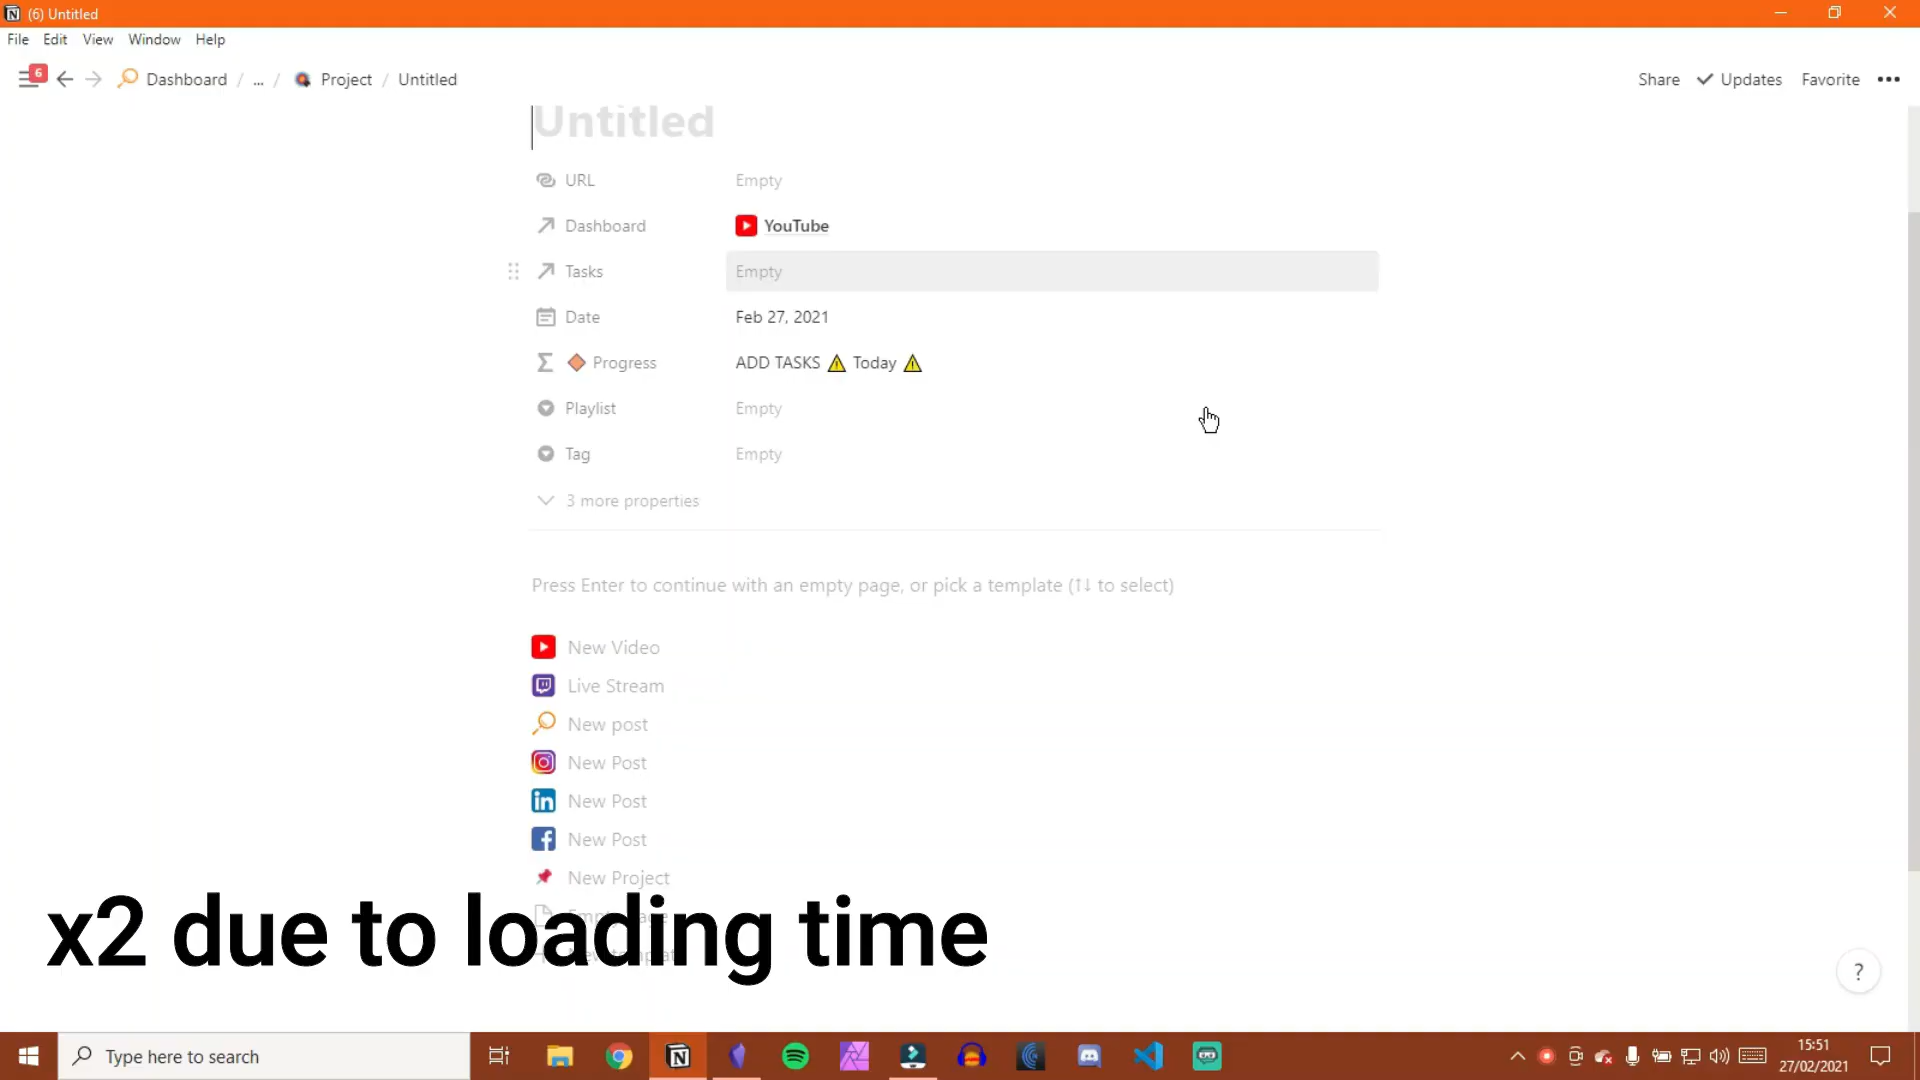 (6) Untitled
File Edit View Window Help
6 Dashboard / ... / Project / Untitled Share Updates Favorite
Untitled
URL Empty
Dashboard YouTube
Tasks Empty
Date Feb 27, 2021
Progress ADD TASKS ⚠ Today ⚠
Playlist Empty
Tag Empty
3 more properties
Press Enter to continue with an empty page, or pick a template (↑↓ to select)
New Video
Live Stream
New post
New Post
New Post
New Post
New Project
x2 due to loading time
?
Type here to search
15:51
27/02/2021